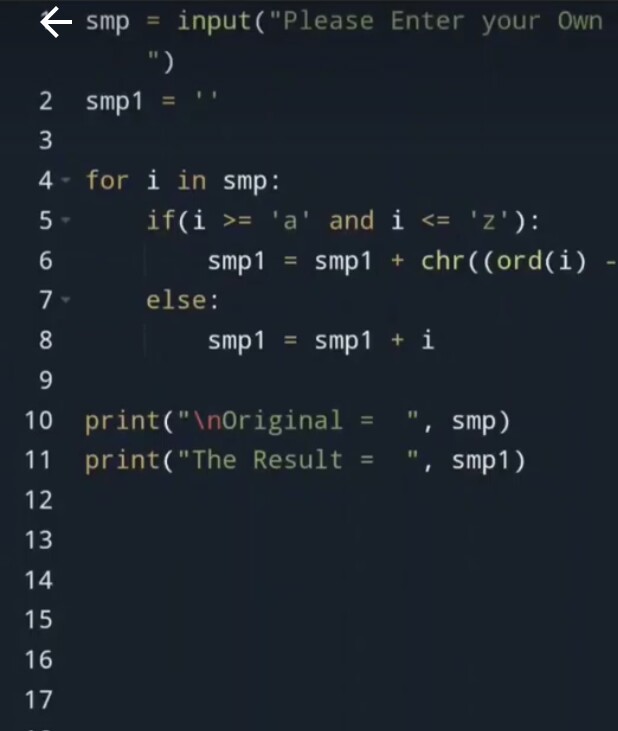 smp = input("Please Enter your Own
")
2 smp1 = ''
3
4 for i in smp:
5 if(i >= 'a' and i <= 'z'):
6 smp1 = smp1 + chr((ord(i) -
7 else:
8 smp1 = smp1 + i
9
10 print("\nOriginal =  ", smp)
11 print("The Result =  ", smp1)
12
13
14
15
16
17